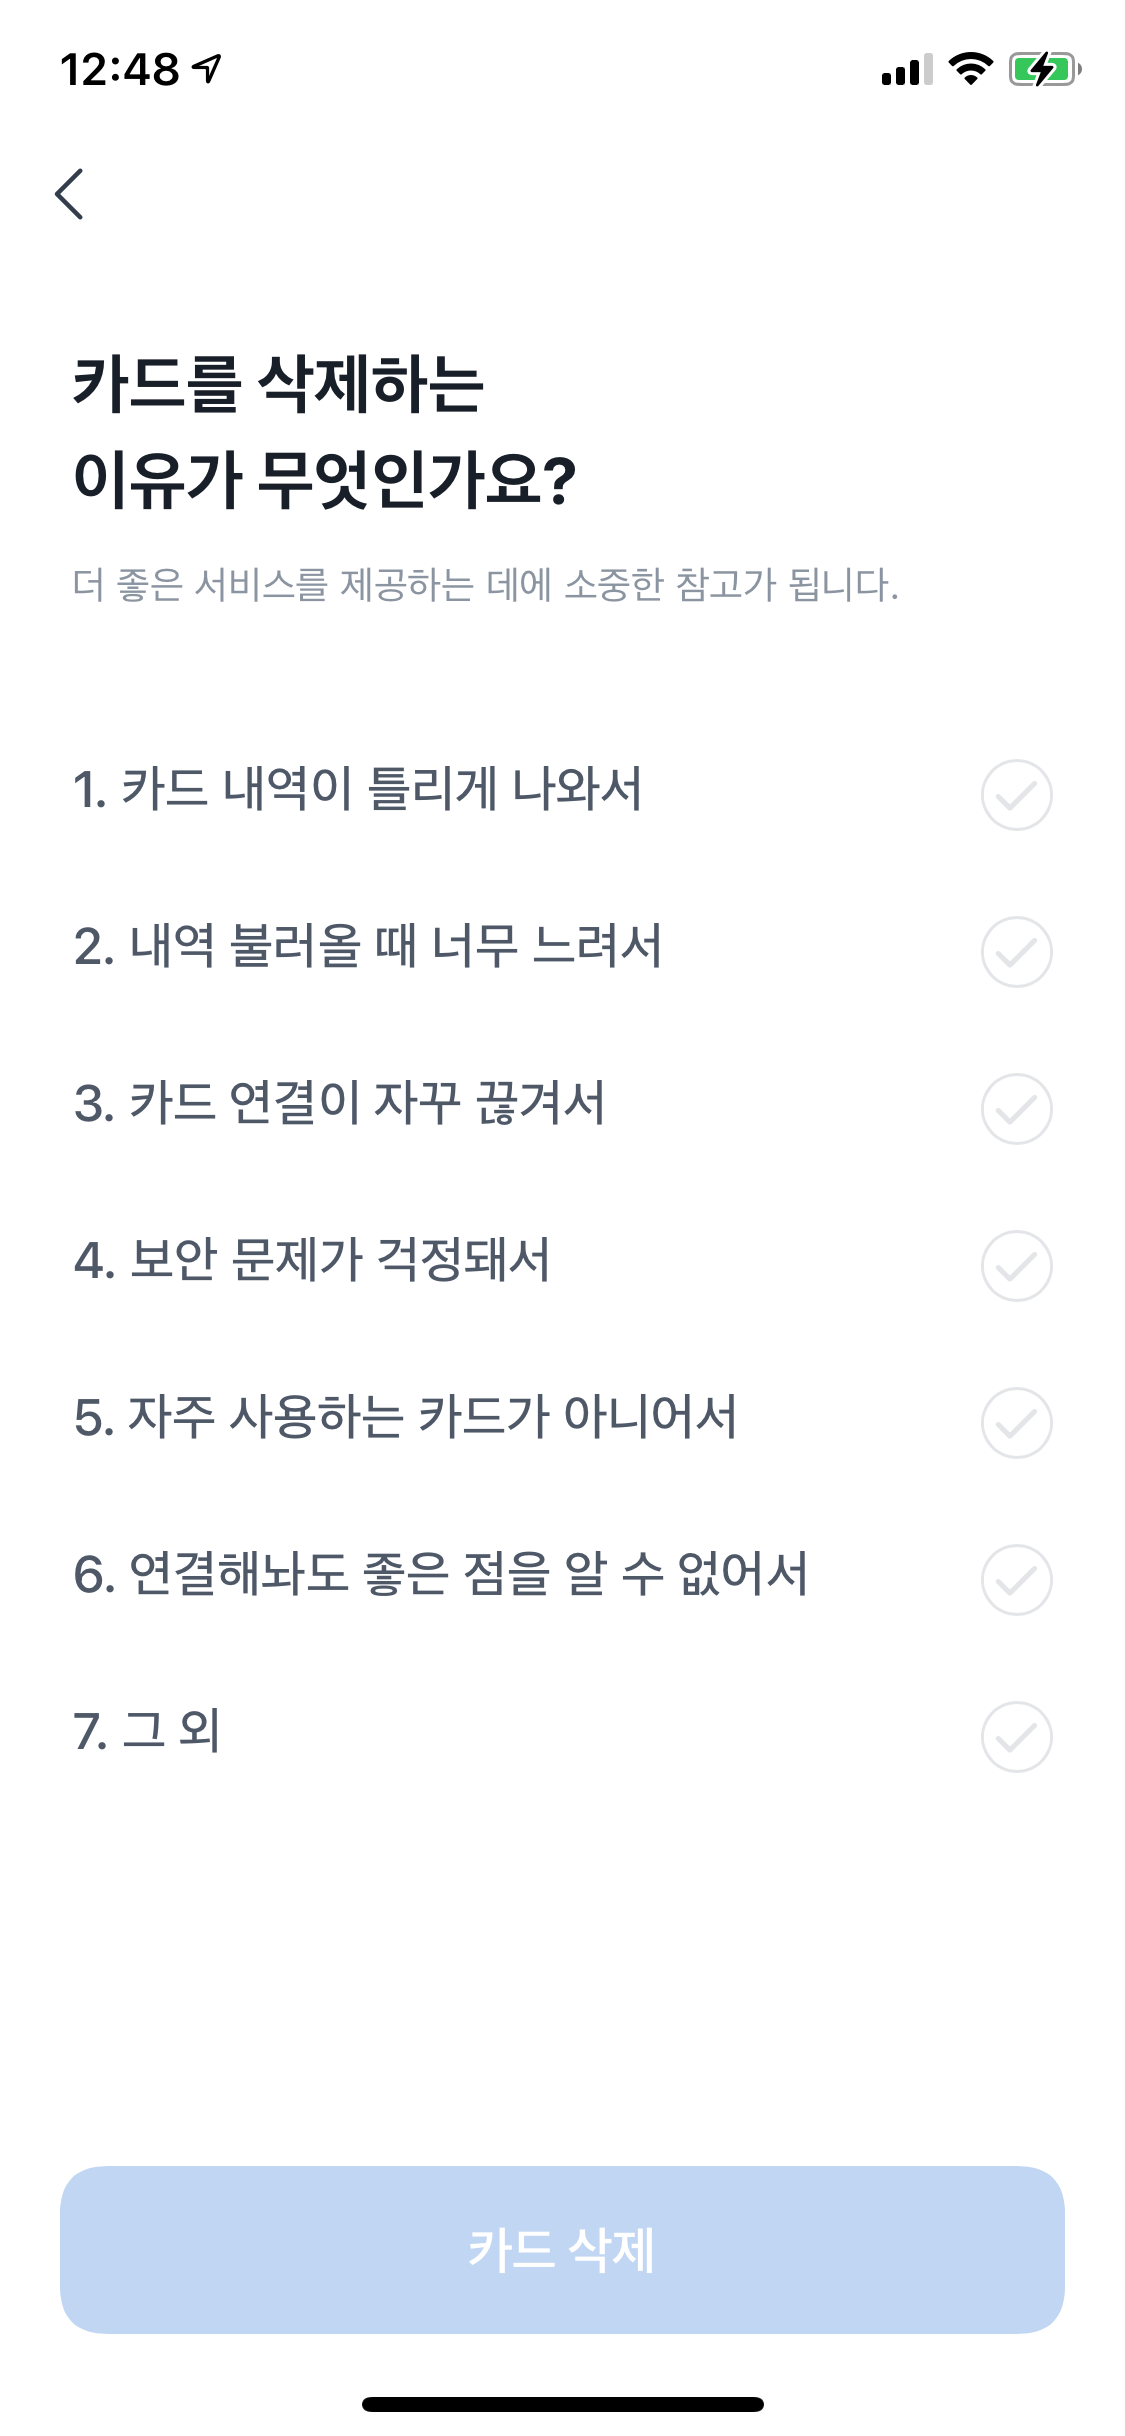 12:48
카드를 삭제하는
이유가 무엇인가요?
더 좋은 서비스를 제공하는 데에 소중한 참고가 됩니다.
1. 카드 내역이 틀리게 나와서
2. 내역 불러올 때 너무 느려서
3. 카드 연결이 자꾸 끊겨서
4. 보안 문제가 걱정돼서
5. 자주 사용하는 카드가 아니어서
6. 연결해놔도 좋은 점을 알 수 없어서
7. 그 외
카드 삭제